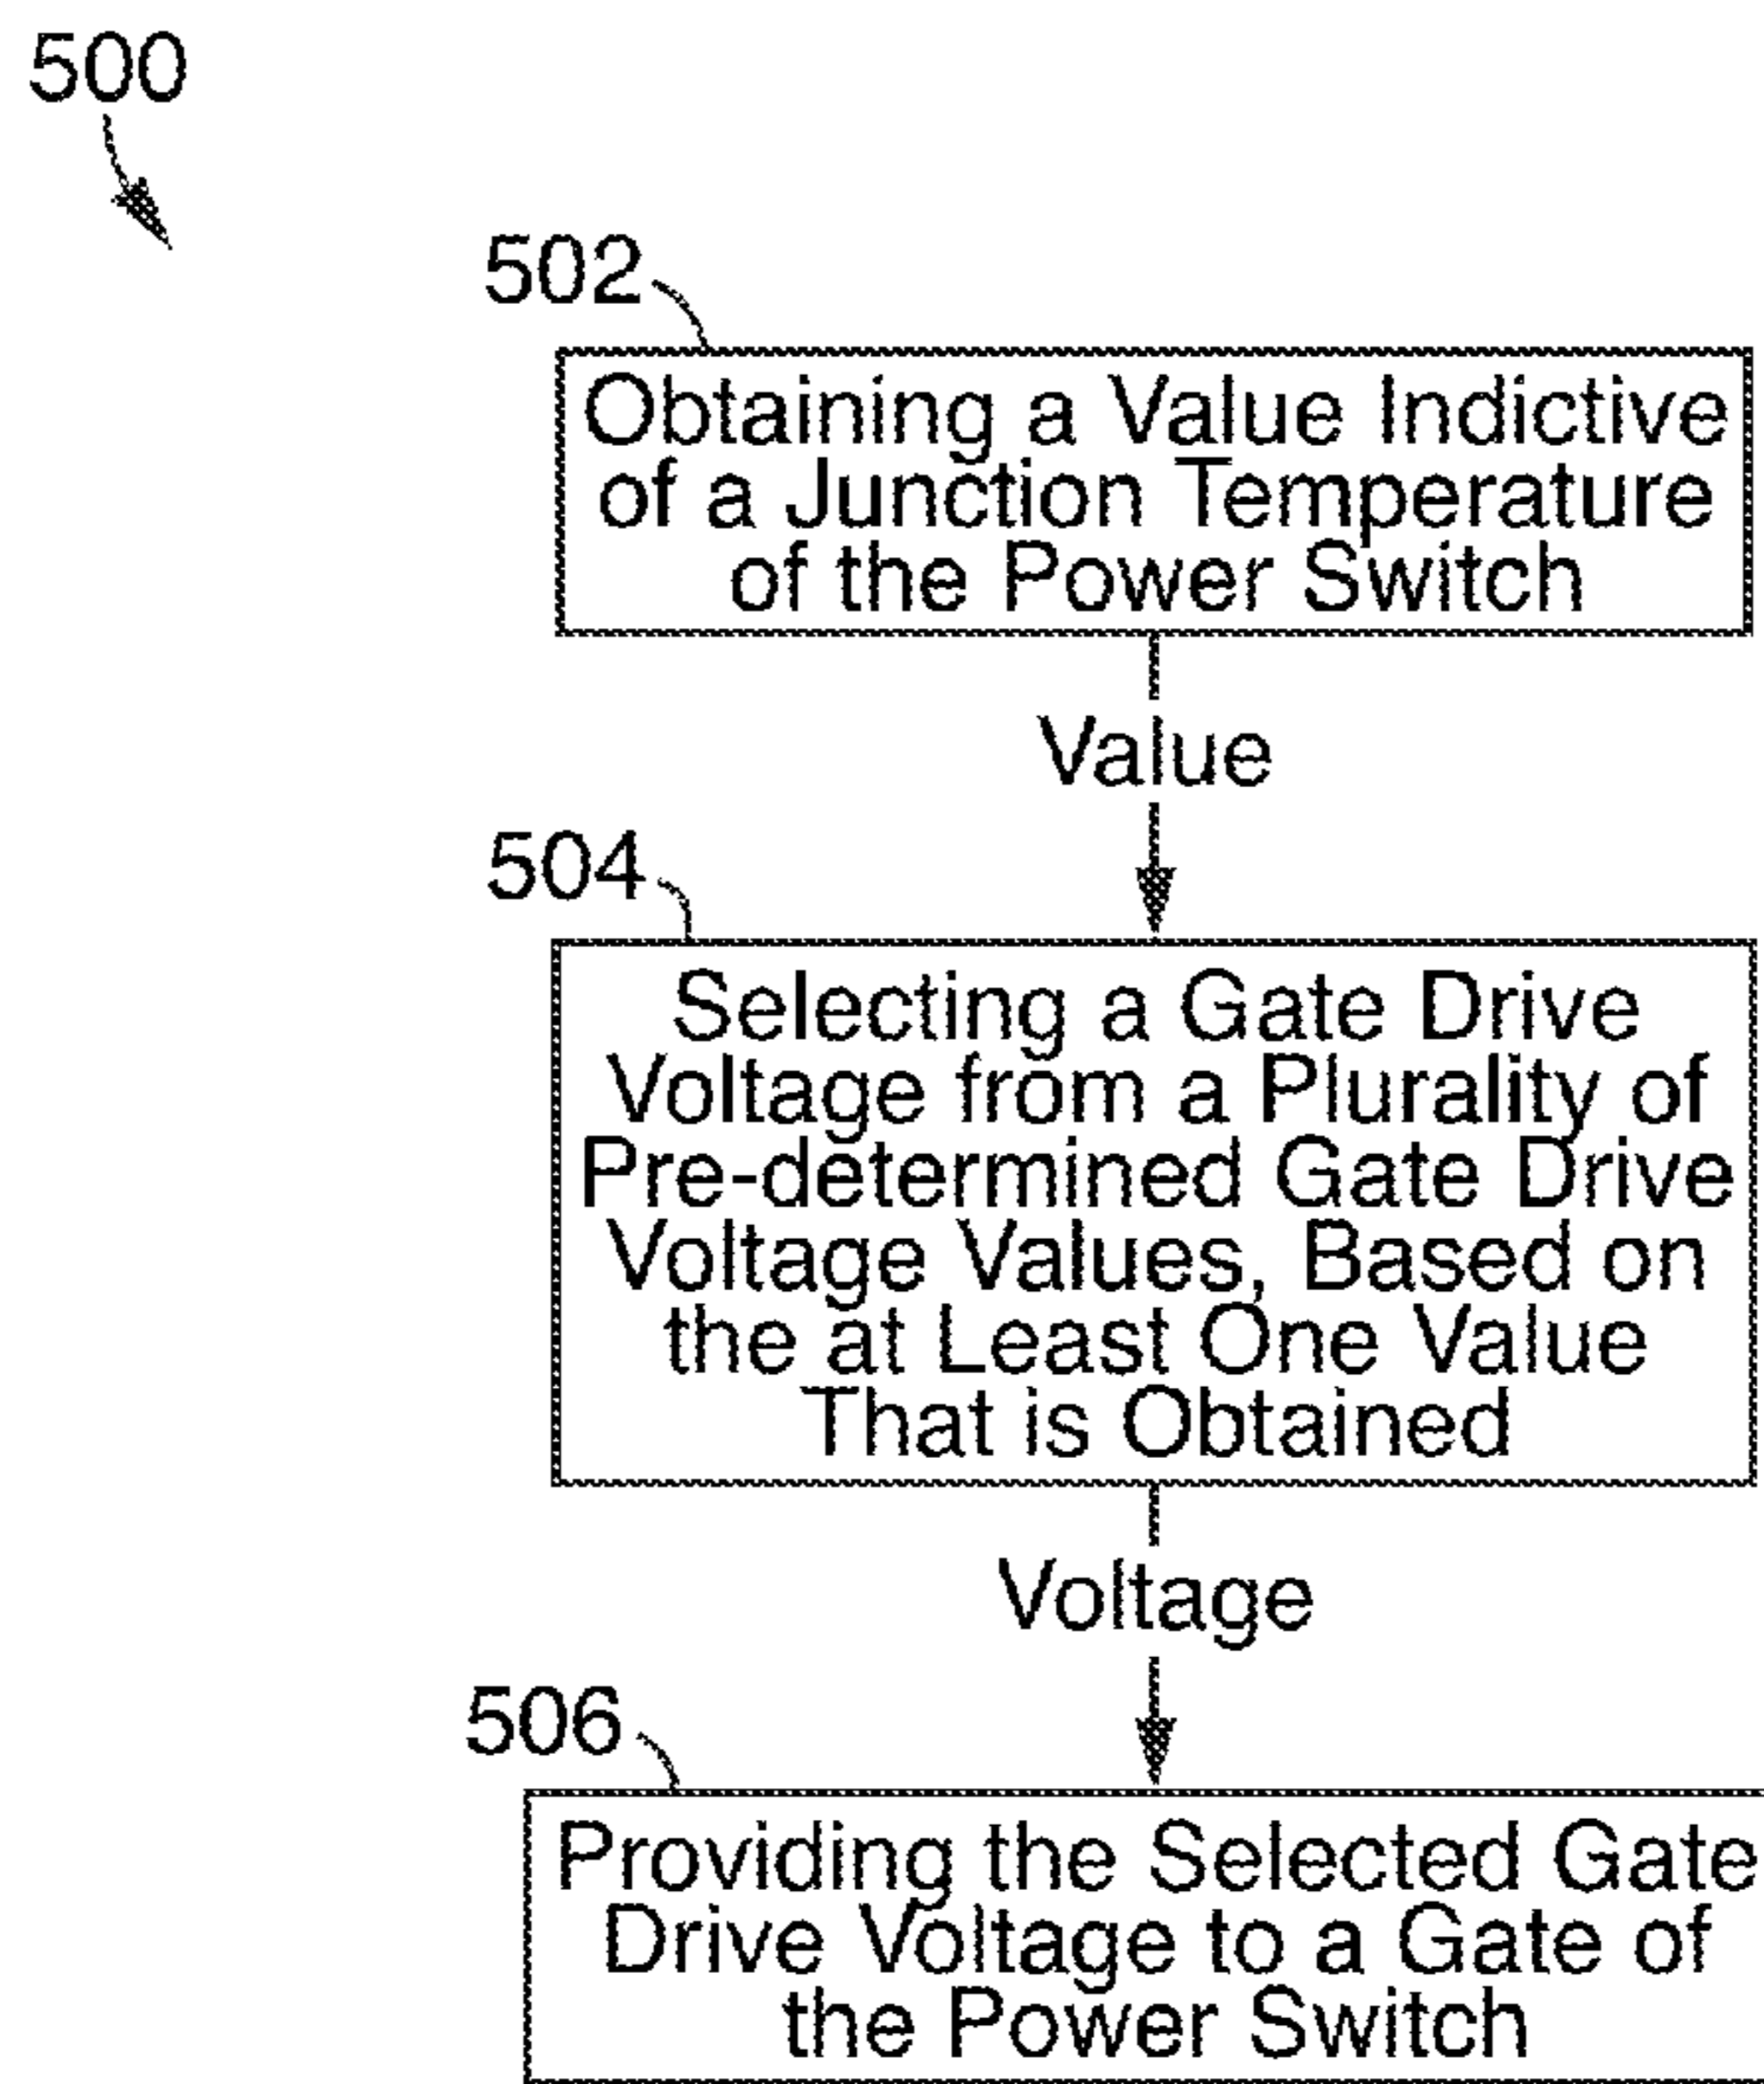 500
502
Obtaining a Value Indictive
of a Junction Temperature
of the Power Switch
Value
504
Selecting a Gate Drive
Voltage from a Plurality of
Pre-determined Gate Drive
Voltage Values, Based on
the at Least One Value
That is Obtained
Voltage
506
Providing the Selected Gate
Drive Voltage to a Gate of
the Power Switch